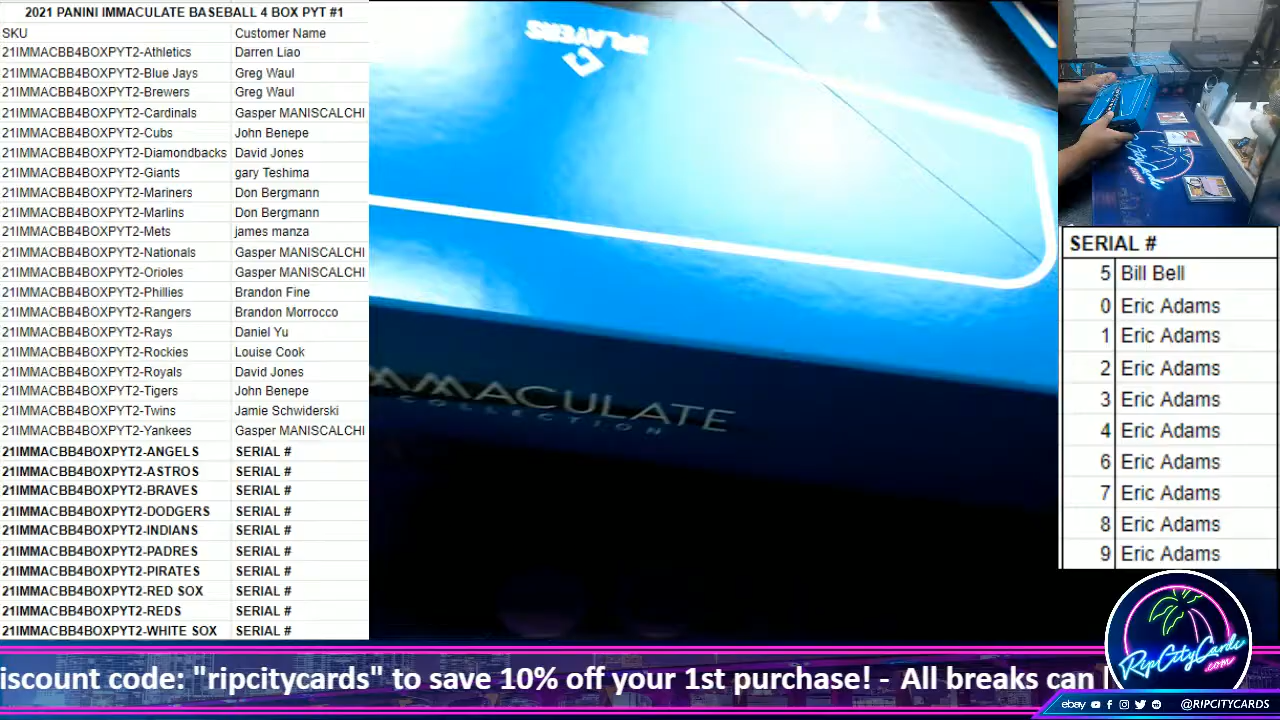 2021 PANINI IMMACULATE BASEBALL 4 BOX PYT #1
SKU Customer Name
21IMMACBB4BOXPYT2-Athletics Darren Liao
21IMMACBB4BOXPYT2-Blue Jays Greg Waul
21IMMACBB4BOXPYT2-Brewers Greg Waul
21IMMACBB4BOXPYT2-Cardinals Gasper MANISCALCHI
21IMMACBB4BOXPYT2-Cubs John Benepe
21IMMACBB4BOXPYT2-Diamondbacks David Jones
21IMMACBB4BOXPYT2-Giants gary Teshima
21IMMACBB4BOXPYT2-Mariners Don Bergmann
21IMMACBB4BOXPYT2-Marlins Don Bergmann
21IMMACBB4BOXPYT2-Mets james manza
21IMMACBB4BOXPYT2-Nationals Gasper MANISCALCHI
21IMMACBB4BOXPYT2-Orioles Gasper MANISCALCHI
21IMMACBB4BOXPYT2-Phillies Brandon Fine
21IMMACBB4BOXPYT2-Rangers Brandon Morrocco
21IMMACBB4BOXPYT2-Rays Daniel Yu
21IMMACBB4BOXPYT2-Rockies Louise Cook
21IMMACBB4BOXPYT2-Royals David Jones
21IMMACBB4BOXPYT2-Tigers John Benepe
21IMMACBB4BOXPYT2-Twins Jamie Schwiderski
21IMMACBB4BOXPYT2-Yankees Gasper MANISCALCHI
21IMMACBB4BOXPYT2-ANGELS SERIAL #
21IMMACBB4BOXPYT2-ASTROS SERIAL #
21IMMACBB4BOXPYT2-BRAVES SERIAL #
21IMMACBB4BOXPYT2-DODGERS SERIAL #
21IMMACBB4BOXPYT2-INDIANS SERIAL #
21IMMACBB4BOXPYT2-PADRES SERIAL #
21IMMACBB4BOXPYT2-PIRATES SERIAL #
21IMMACBB4BOXPYT2-RED SOX SERIAL #
21IMMACBB4BOXPYT2-REDS SERIAL #
21IMMACBB4BOXPYT2-WHITE SOX SERIAL #
PLAYERS
IMMACULATE
COLLECTION
SERIAL #
5 Bill Bell
0 Eric Adams
1 Eric Adams
2 Eric Adams
3 Eric Adams
4 Eric Adams
6 Eric Adams
7 Eric Adams
8 Eric Adams
9 Eric Adams
iscount code: "ripcitycards" to save 10% off your 1st purchase! - All breaks can
RipCityCards
.com
ebay @RIPCITYCARDS